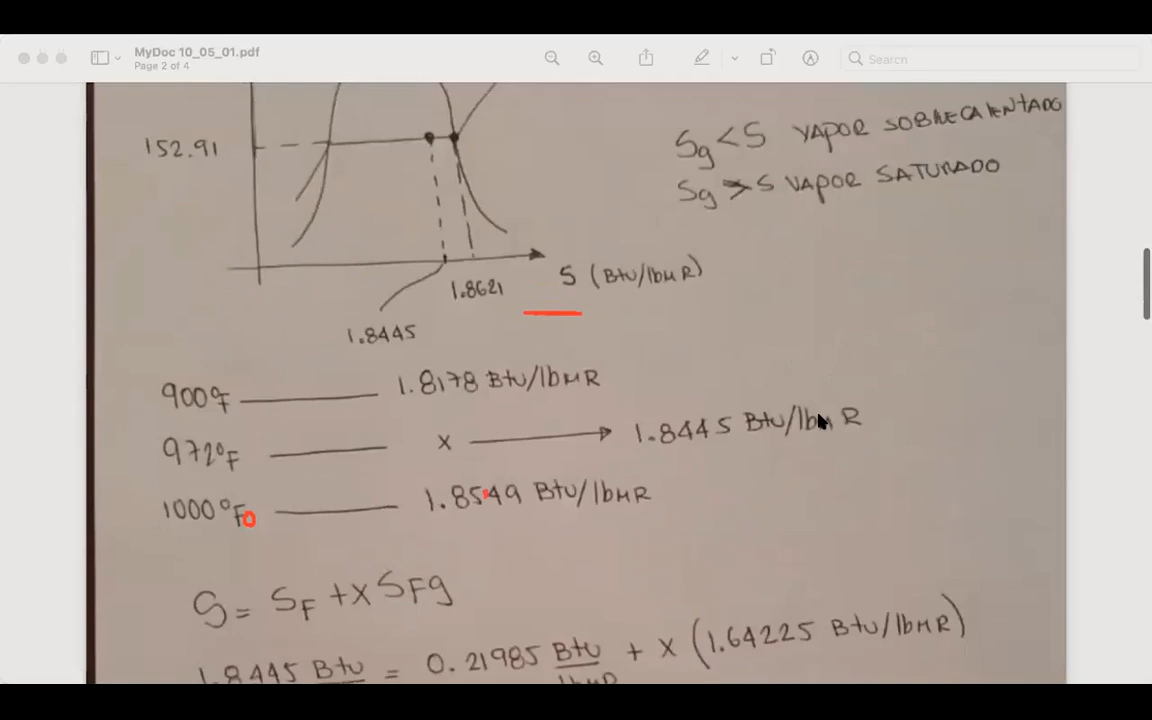 MyDoc 10_05_01.pdf
Page 2 of 4
Search
152.91
Sg < S VAPOR SOBRECALENTADO
Sg > S VAPOR SATURADO
S (Btu/lbmR)
1.8621
1.8445
900°F 1.8178 Btu/lbmR
972°F x 1.8445 Btu/lbm R
1000°F 1.8549 Btu/lbmR
S = SF + x SFg
1.8445 Btu = 0.21985 Btu + x (1.64225 Btu/lbmR)
lbmR